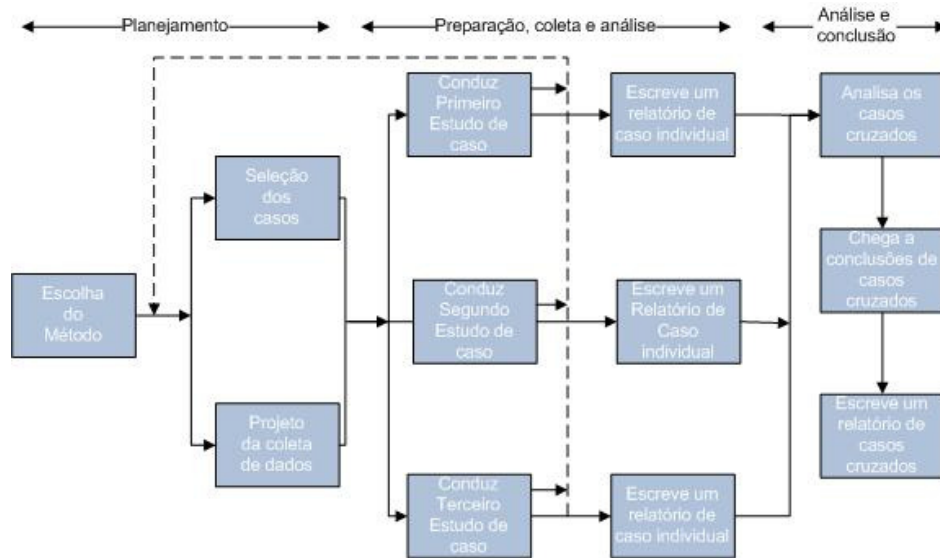 Planejamento
Preparação, coleta e análise
Análise e
conclusão
Escolha
do
Método
Seleção
dos
casos
Projeto
da coleta
de dados
Conduz
Primeiro
Estudo de
caso
Conduz
Segundo
Estudo de
caso
Conduz
Terceiro
Estudo de
caso
Escreve um
relatório de
caso individual
Escreve um
Relatório de
Caso
individual
Escreve um
relatório de
caso individual
Analisa os
casos
cruzados
Chega a
conclusões de
casos
cruzados
Escreve um
relatório de
casos
cruzados